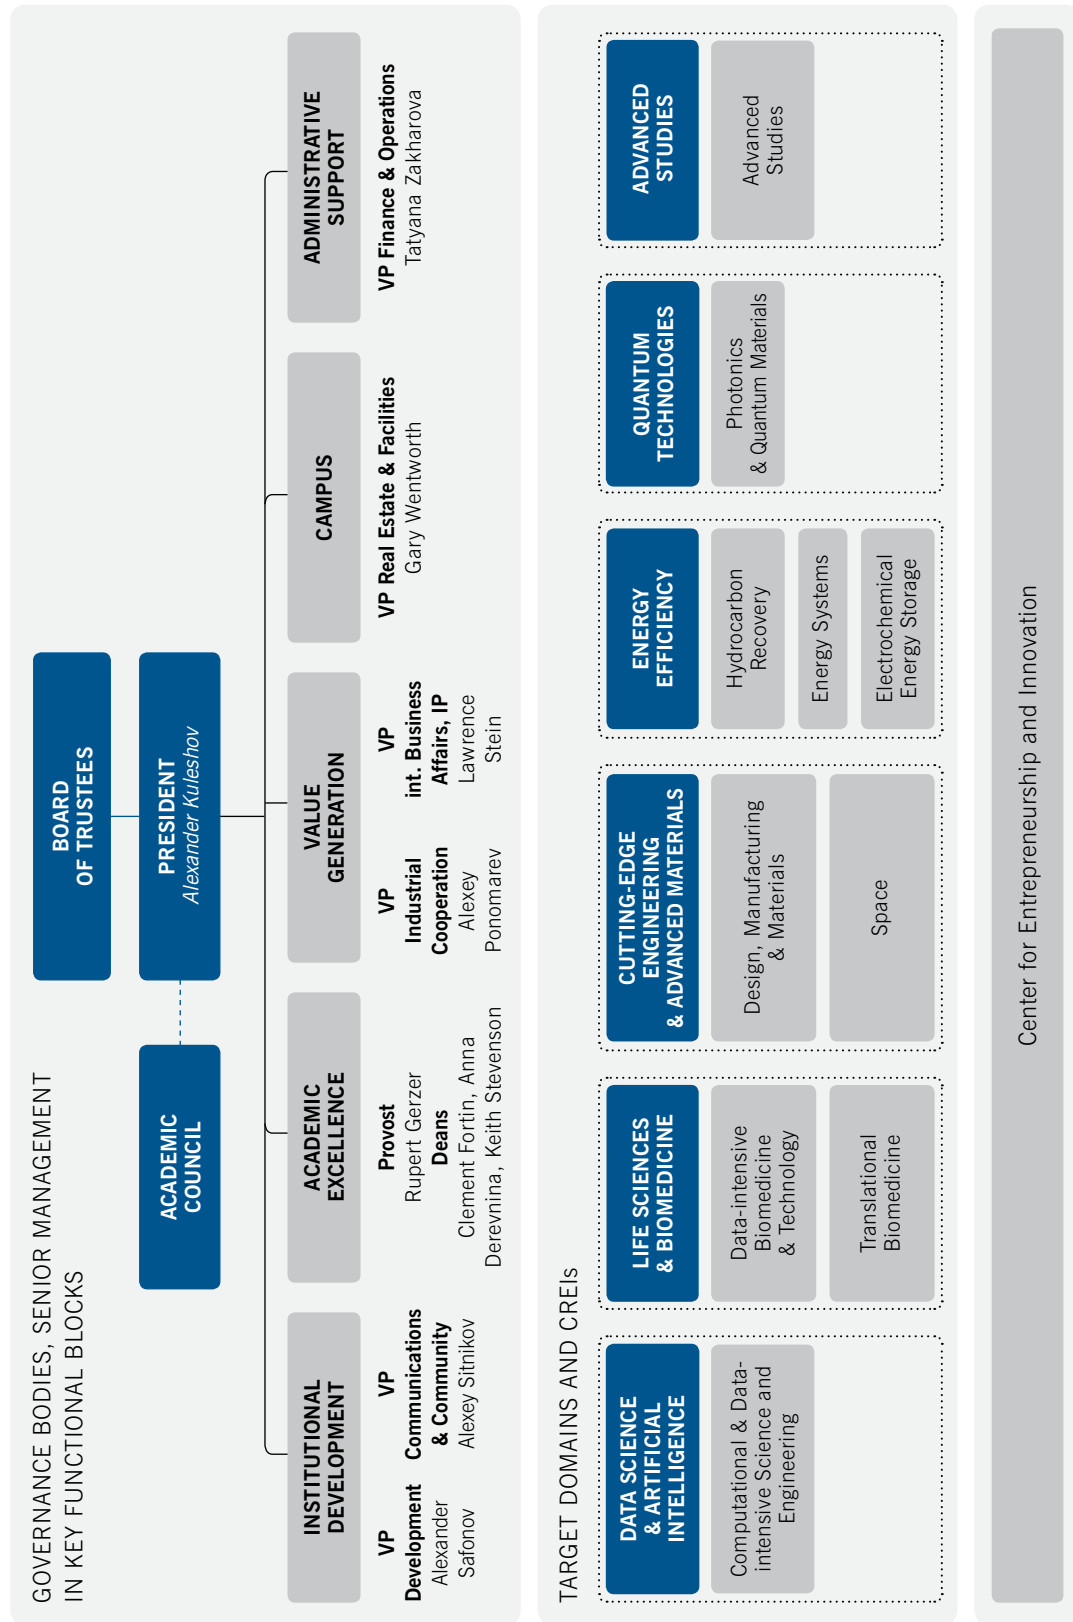 GOVERNANCE BODIES, SENIOR MANAGEMENT
IN KEY FUNCTIONAL BLOCKS
BOARD
OF TRUSTEES
ACADEMIC
COUNCIL
PRESIDENT
Alexander Kuleshov
INSTITUTIONAL
DEVELOPMENT
VP
Development
Alexander
Safonov
VP
Communications
& Community
Alexey Sitnikov
ACADEMIC
EXCELLENCE
Provost
Rupert Gerzer
Deans
Clement Fortin, Anna
Derevnina, Keith Stevenson
VALUE
GENERATION
VP
Industrial
Cooperation
Alexey
Ponomarev
VP
int. Business
Affairs, IP
Lawrence
Stein
CAMPUS
VP Real Estate & Facilities
Gary Wentworth
ADMINISTRATIVE
SUPPORT
VP Finance & Operations
Tatyana Zakharova
TARGET DOMAINS AND CREIs
DATA SCIENCE
& ARTIFICIAL
INTELLIGENCE
Computational & Data-
intensive Science and
Engineering
LIFE SCIENCES
& BIOMEDICINE
Data-intensive
Biomedicine
& Technology
Translational
Biomedicine
CUTTING-EDGE
ENGINEERING
& ADVANCED MATERIALS
Design, Manufacturing
& Materials
Space
ENERGY
EFFICIENCY
Hydrocarbon
Recovery
Energy Systems
Electrochemical
Energy Storage
QUANTUM
TECHNOLOGIES
Photonics
& Quantum Materials
ADVANCED
STUDIES
Advanced
Studies
Center for Entrepreneurship and Innovation